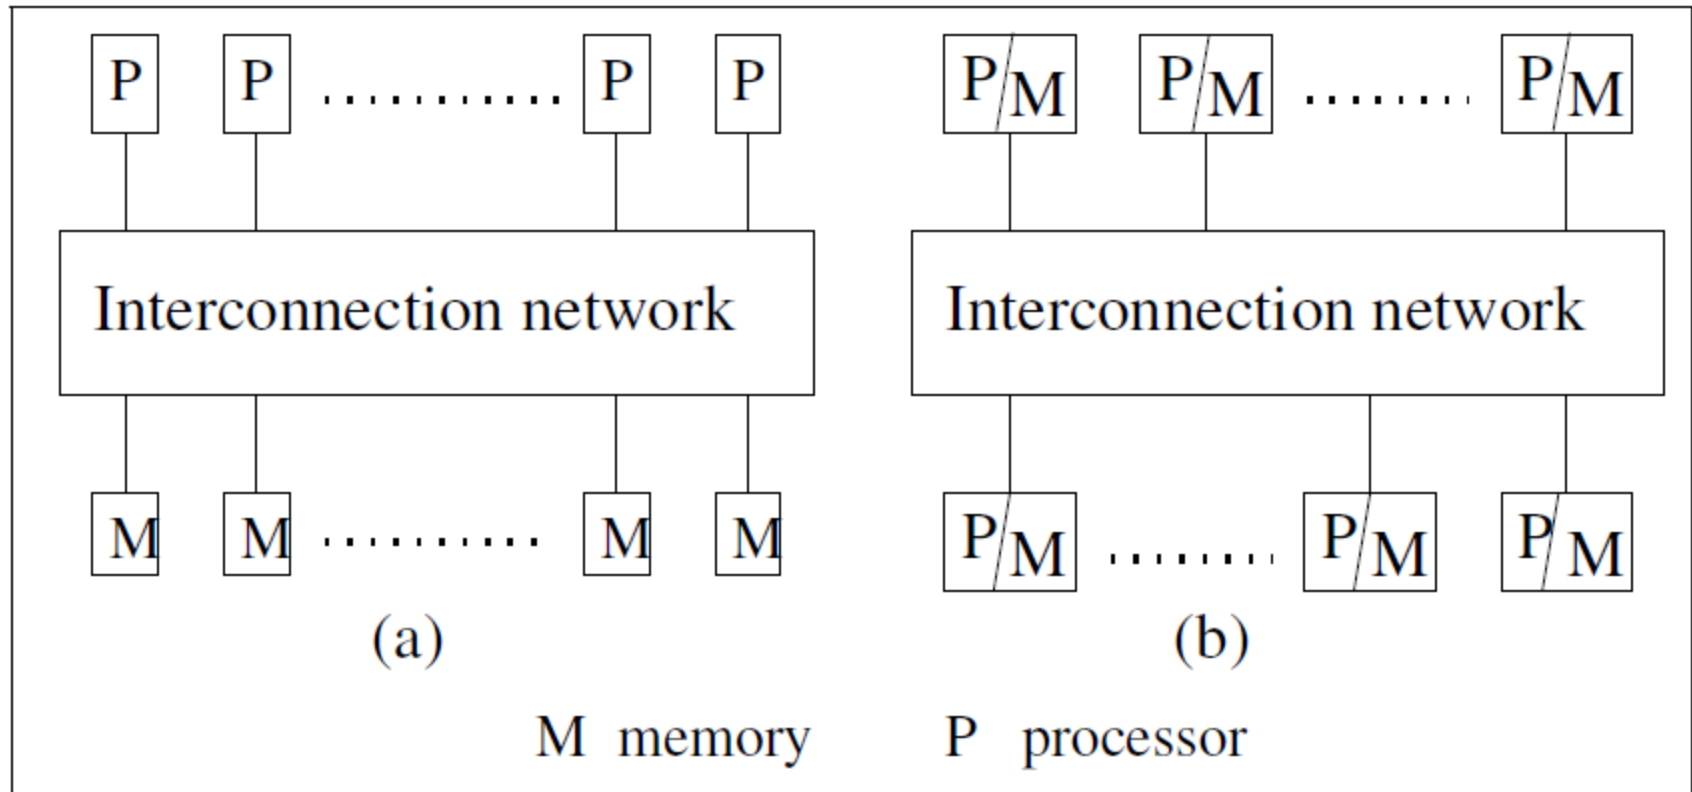 P P ........... P P
P/M P/M ........ P/M
Interconnection network
Interconnection network
M M .......... M M
P/M ........ P/M P/M
(a)
(b)
M memory P processor